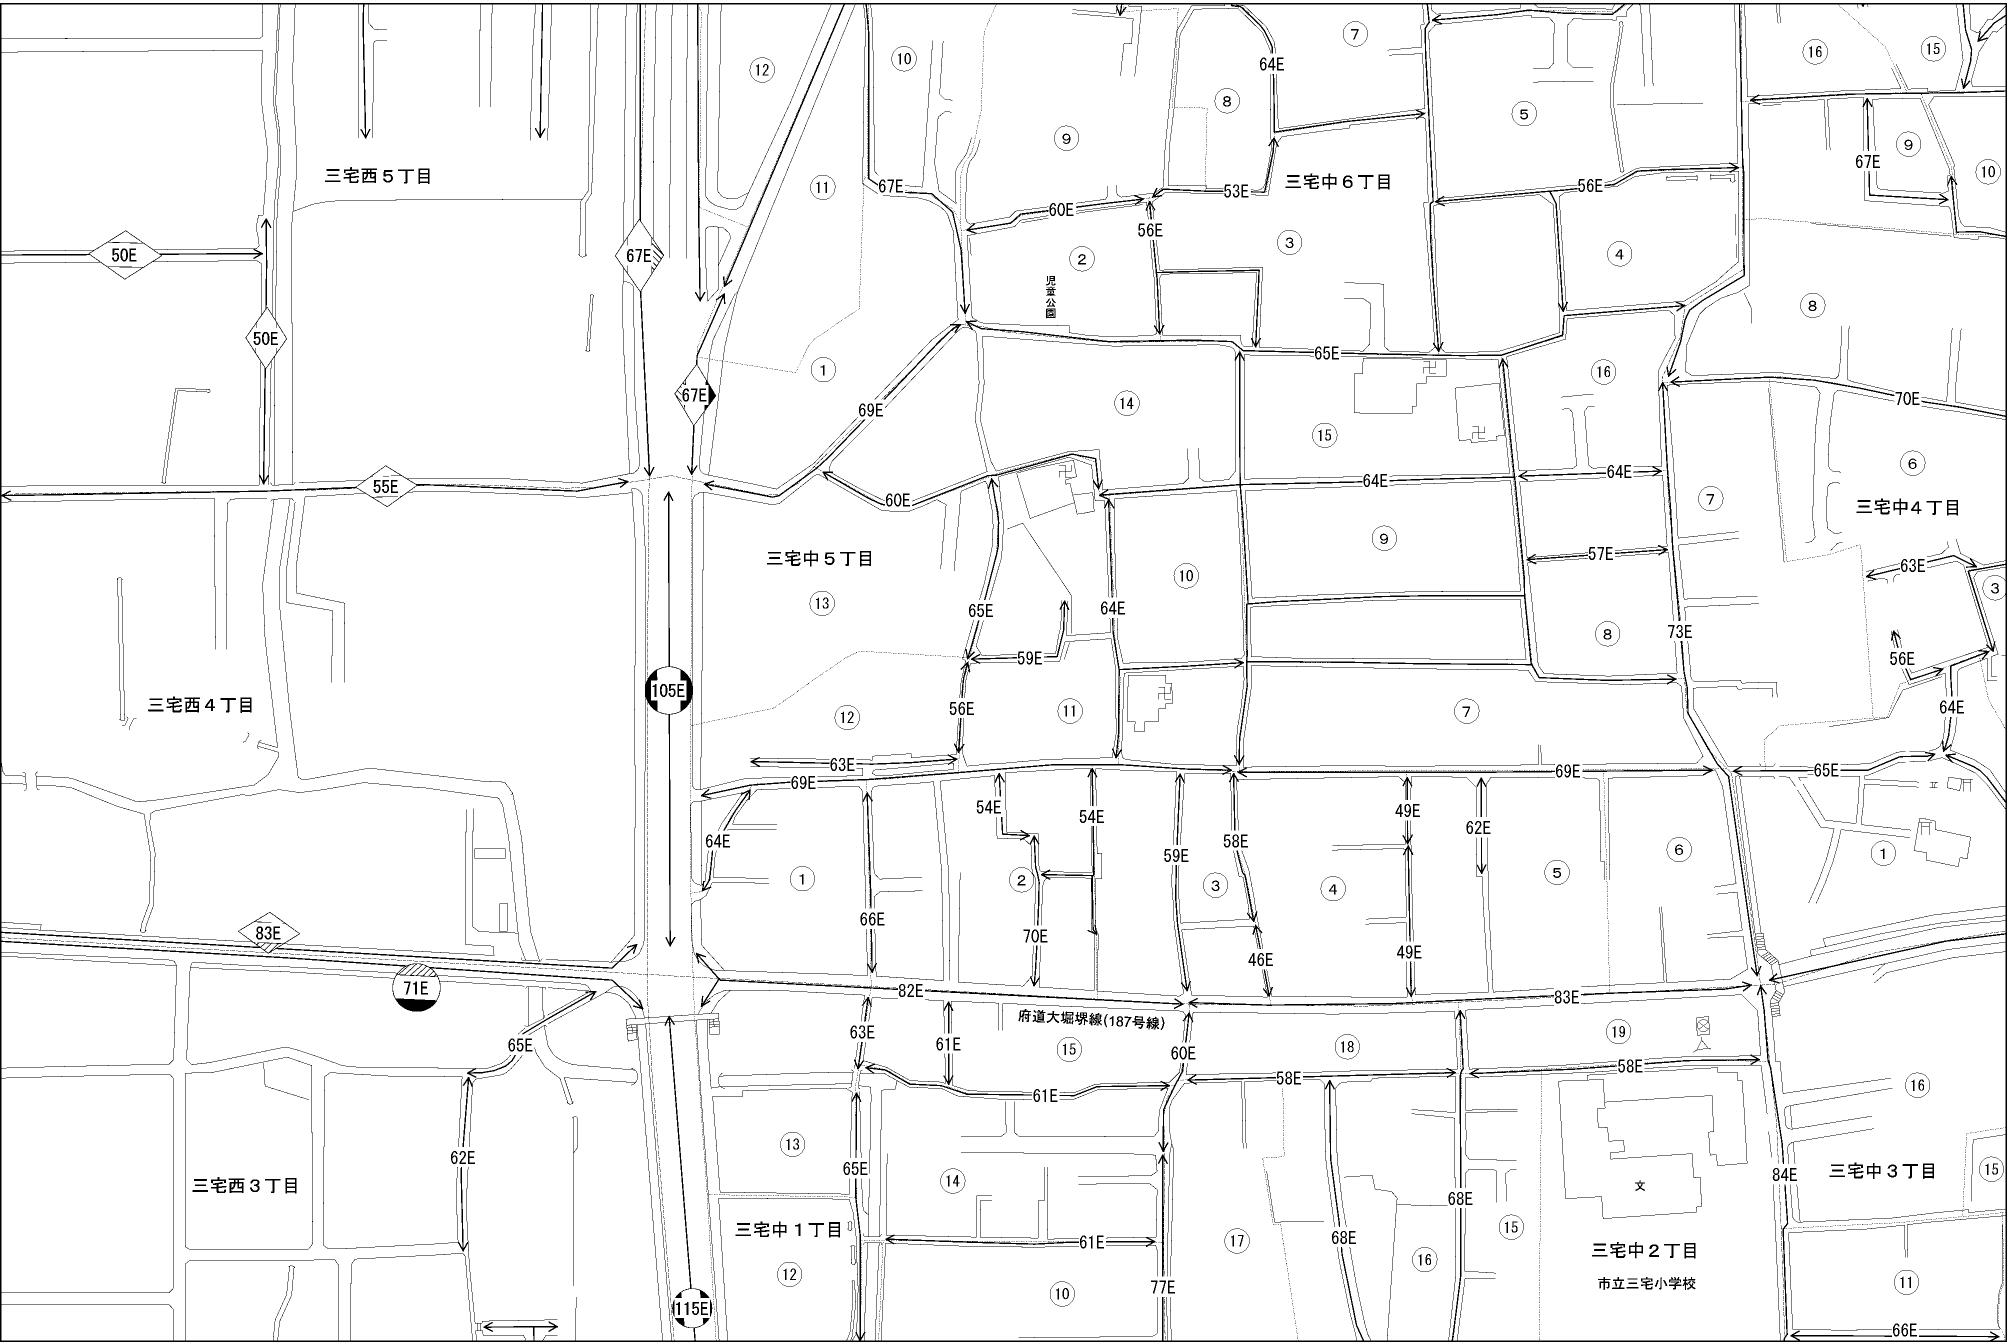 7
12
10
64E
16
15
8
5
9
9
67E
10
三宅西５丁目
11
67E
53E
三宅中６丁目
56E
60E
56E
50E
67E
2
3
4
児童公園
8
50E
1
65E
16
67E
69E
14
15
70E
6
55E
60E
64E
64E
7
三宅中４丁目
三宅中５丁目
9
57E
63E
13
10
65E
64E
3
8
73E
59E
56E
105E
三宅西４丁目
12
56E
11
7
64E
63E
69E
69E
65E
54E
54E
49E
62E
64E
59E
58E
6
1
1
2
3
4
5
66E
83E
70E
46E
49E
71E
82E
83E
府道大堀堺線(187号線)
63E
61E
15
60E
18
19
65E
58E
58E
61E
16
13
62E
65E
14
84E
三宅中３丁目
15
三宅西３丁目
文
68E
三宅中１丁目
15
61E
17
68E
三宅中２丁目
16
12
市立三宅小学校
11
10
77E
115E
66E